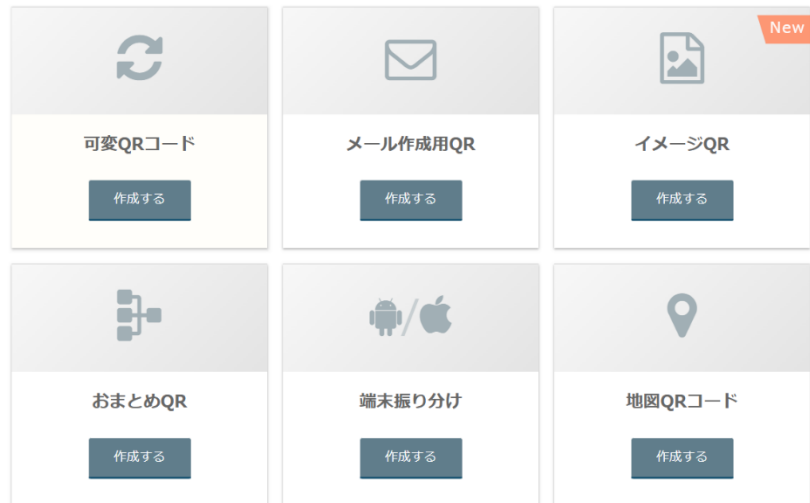 New
可変QRコード
メール作成用QR
イメージQR
作成する
作成する
作成する
おまとめQR
端末振り分け
地図QRコード
作成する
作成する
作成する